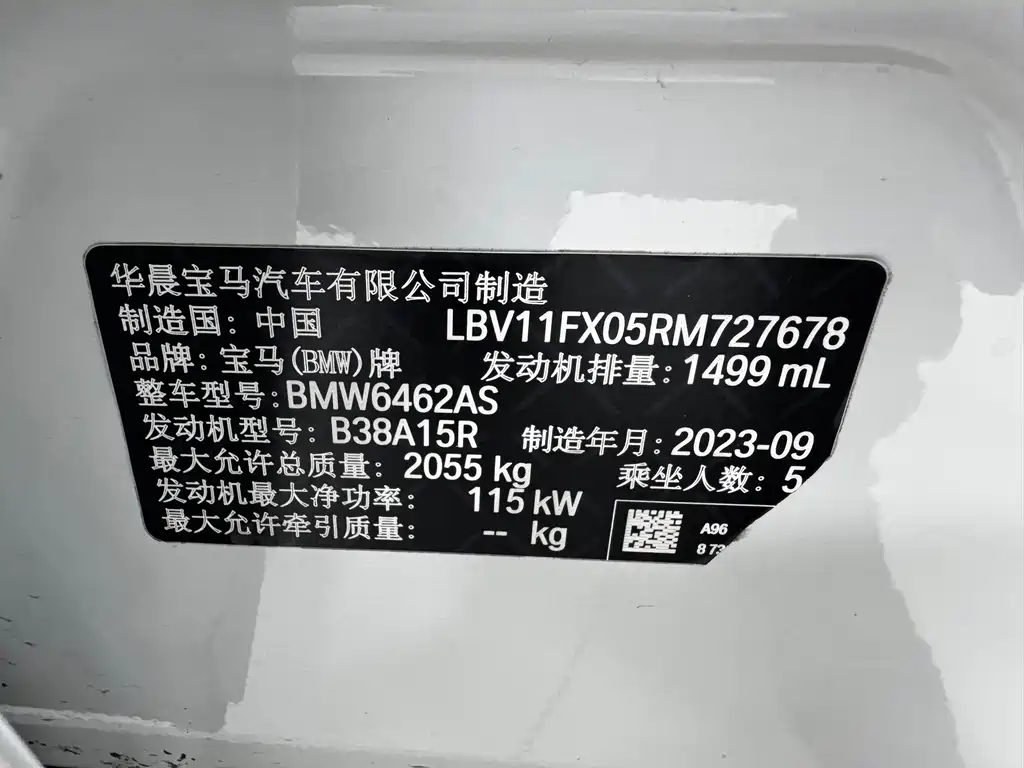 华晨宝马汽车有限公司制造
制造国：中国 LBV11FX05RM727678
品牌：宝马(BMW)牌 发动机排量：1499 mL
整车型号：BMW6462AS
发动机型号：B38A15R 制造年月：2023-09
最大允许总质量：2055 kg 乘坐人数：5
发动机最大净功率：115 kW
最大允许牵引质量：-- kg
A96
8 73